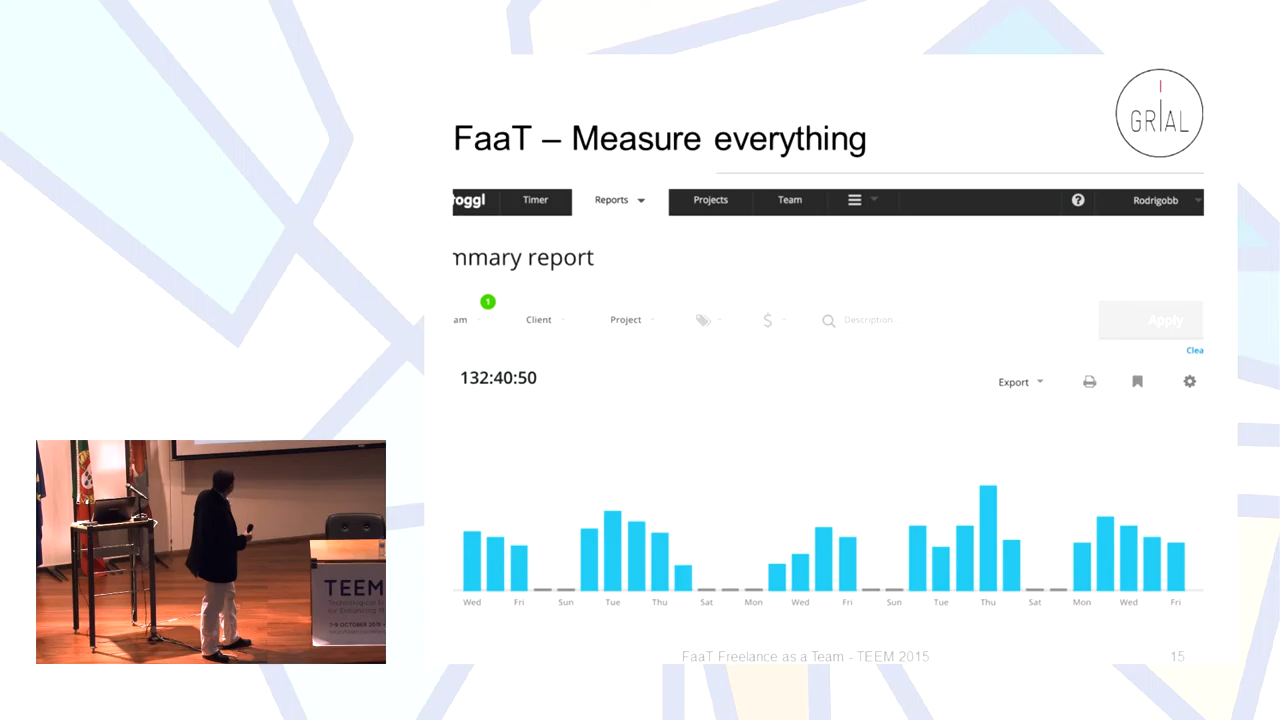 GRIAL
FaaT – Measure everything
oggl Timer Reports Projects Team ? Rodrigobb
mmary report
1
am Client Project $ Description Apply
Clea
132:40:50 Export
Wed Fri Sun Tue Thu Sat Mon Wed Fri Sun Tue Thu Sat Mon Wed Fri
TEEM
FaaT Freelance as a Team - TEEM 2015 15